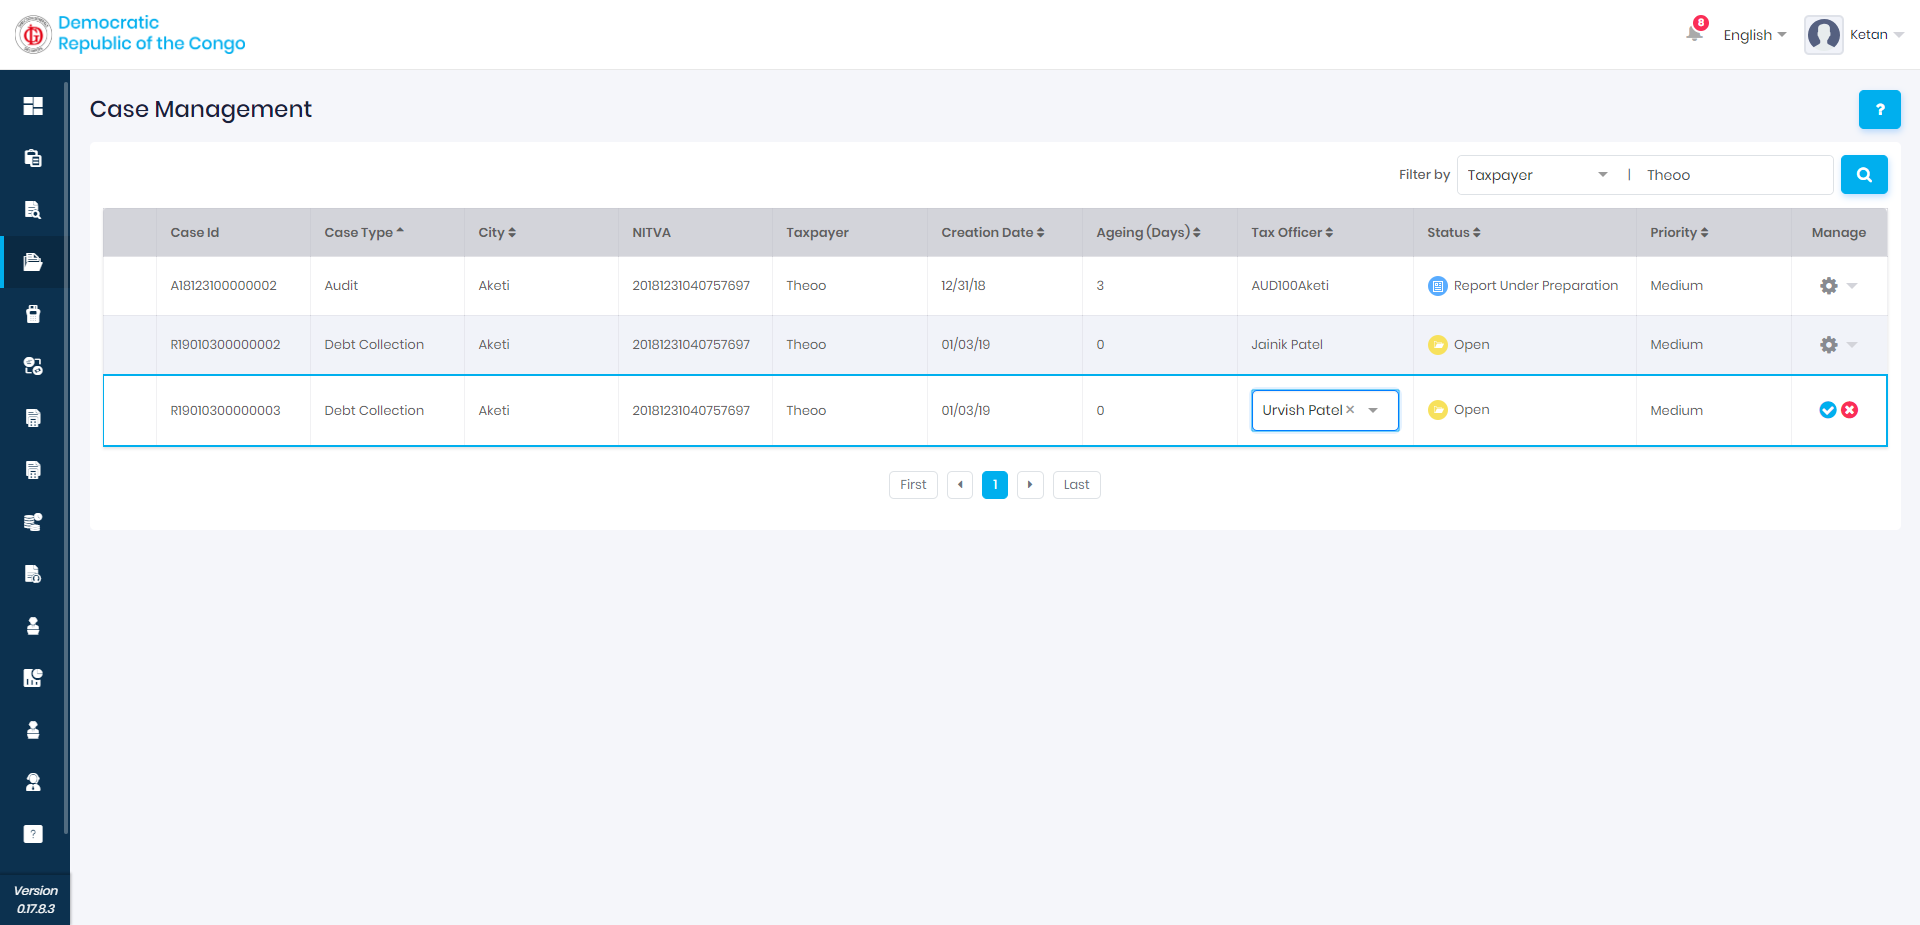 Democratic
Republic of the Congo
8
English
Ketan
Case Management
?
Filter by Taxpayer | Theoo
Case Id Case Type City NITVA Taxpayer Creation Date Ageing (Days) Tax Officer Status Priority Manage
A18123100000002 Audit Aketi 20181231040757697 Theoo 12/31/18 3 AUD100Aketi Report Under Preparation Medium
R19010300000002 Debt Collection Aketi 20181231040757697 Theoo 01/03/19 0 Jainik Patel Open Medium
R19010300000003 Debt Collection Aketi 20181231040757697 Theoo 01/03/19 0 Urvish Patel × Open Medium
First 1 Last
?
Version
0.17.8.3